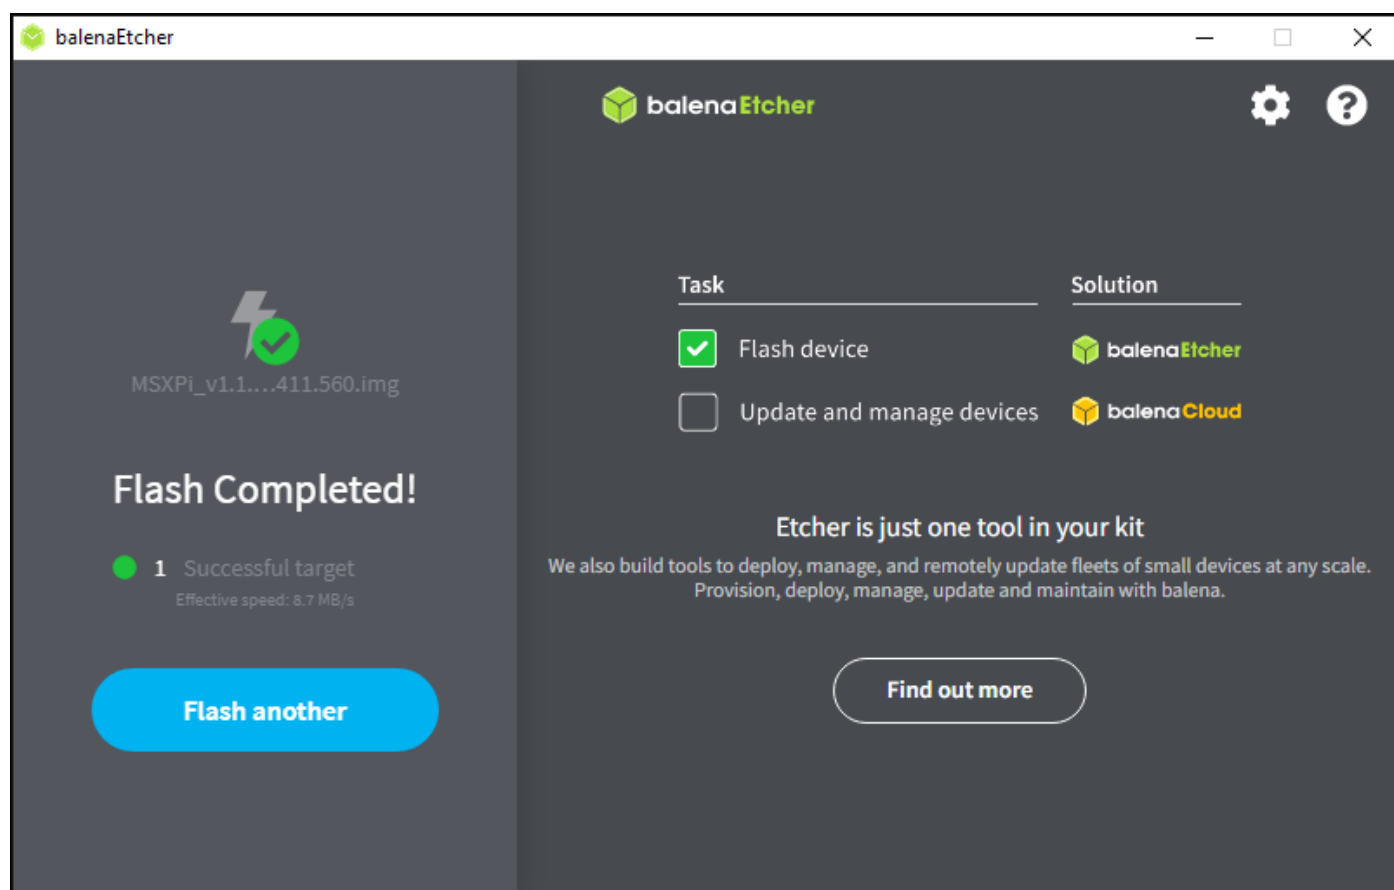 balenaEtcher
balenaEtcher
MSXPi_v1.1....411.560.img
Flash Completed!
1 Successful target
Effective speed: 8.7 MB/s
Flash another
Task Solution
Flash device balenaEtcher
Update and manage devices balenaCloud
Etcher is just one tool in your kit
We also build tools to deploy, manage, and remotely update fleets of small devices at any scale.
Provision, deploy, manage, update and maintain with balena.
Find out more